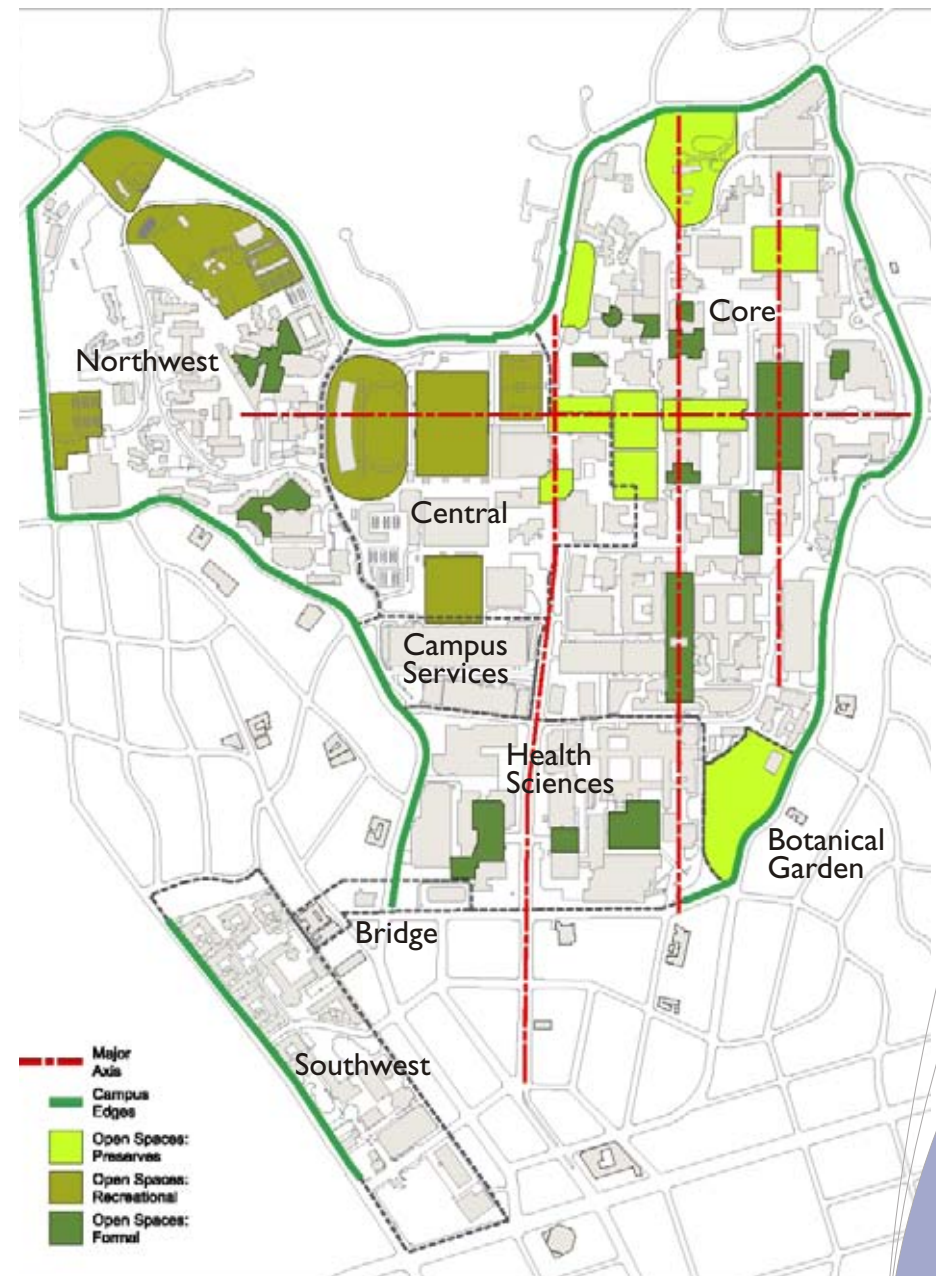 Core
Northwest
Central
Campus
Services
Health
Sciences
Botanical
Garden
Bridge
Southwest
Major
Axis
Campus
Edges
Open Spaces:
Preserves
Open Spaces:
Recreational
Open Spaces:
Formal